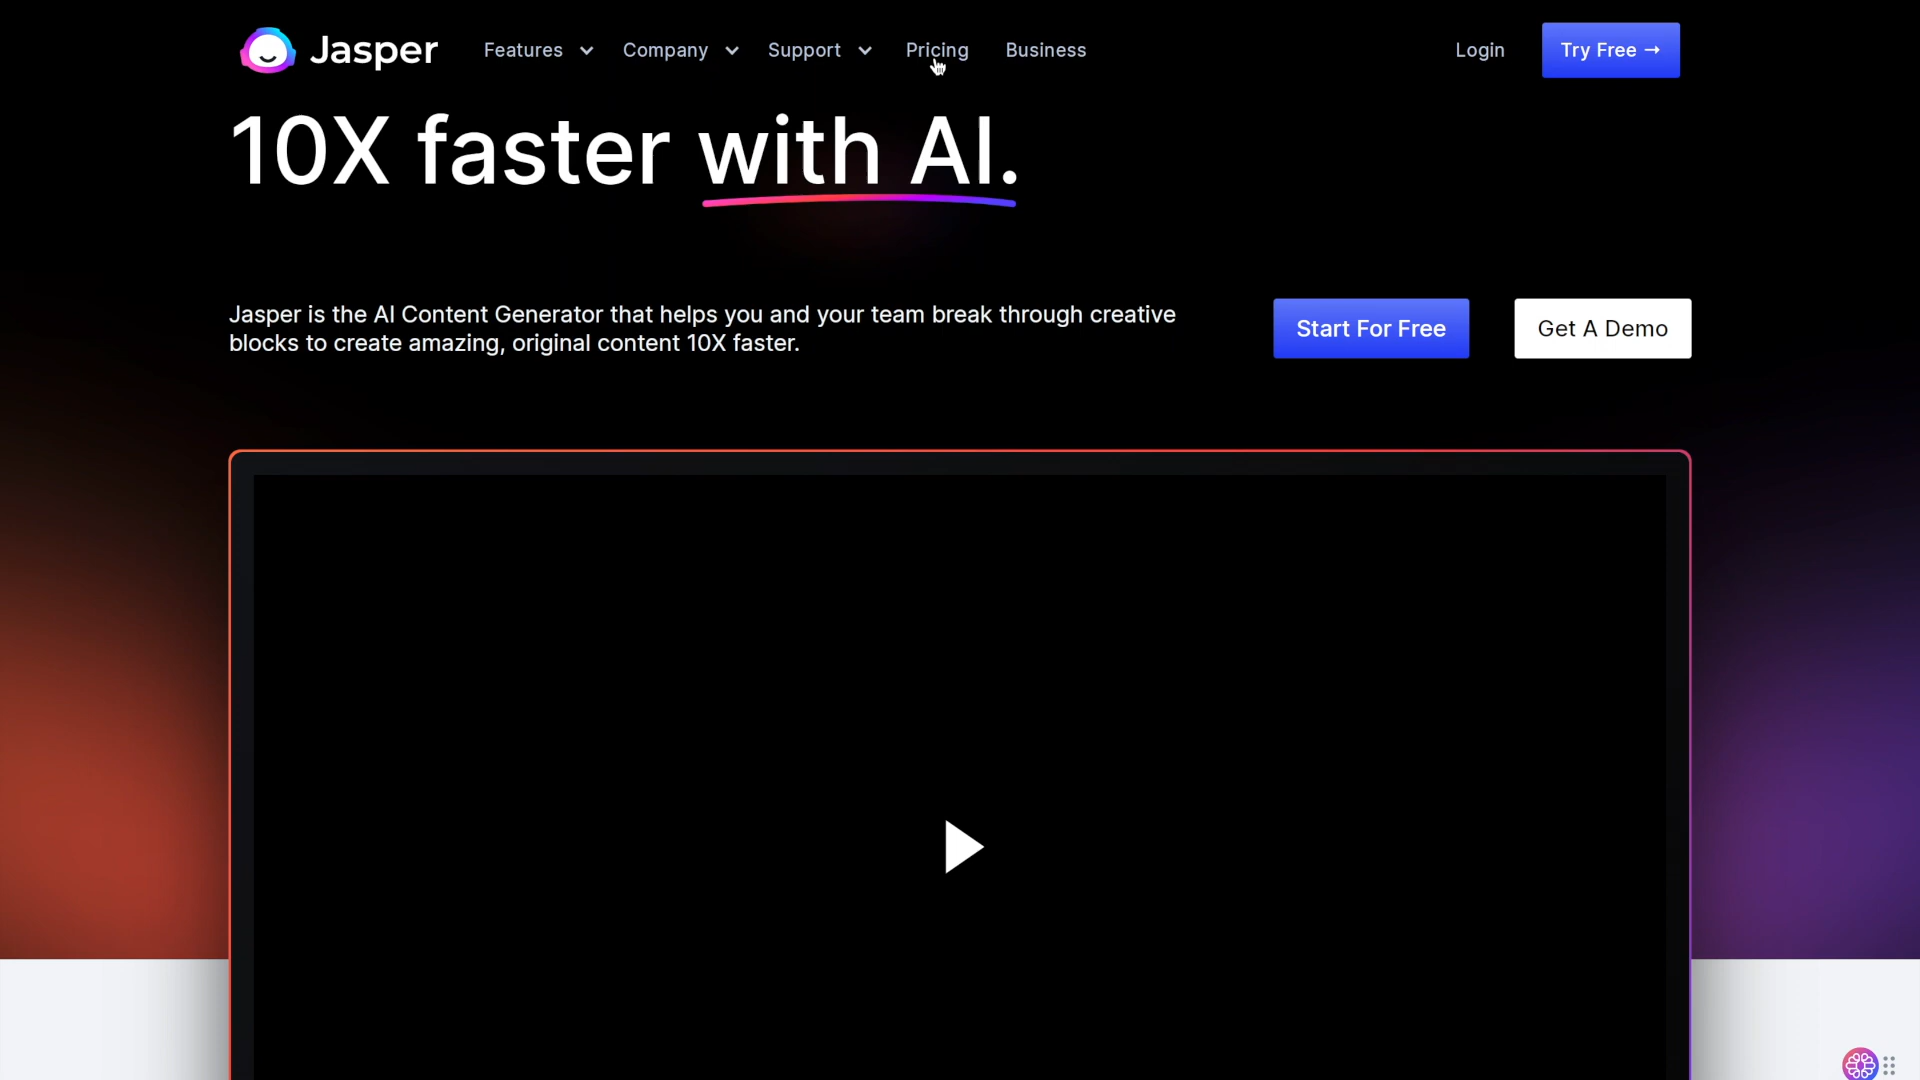 Jasper
Features
Company
Support
Pricing
Business
Login
Try Free →
10X faster with AI.
Jasper is the AI Content Generator that helps you and your team break through creative
blocks to create amazing, original content 10X faster.
Start For Free
Get A Demo